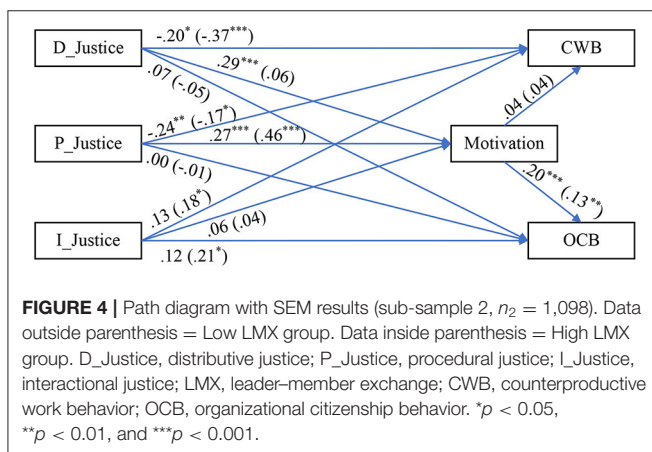 -.20* (-.37***)
D_Justice
CWB
.29*** (.06)
.07 (-.05)
.04 (.04)
-.24** (-.17*)
P_Justice
.27*** (.46***)
Motivation
.00 (-.01)
.20*** (.13**)
.13 (.18*)
.06 (.04)
I_Justice
OCB
.12 (.21*)
FIGURE 4 | Path diagram with SEM results (sub-sample 2, n₂ = 1,098). Data
outside parenthesis = Low LMX group. Data inside parenthesis = High LMX
group. D_Justice, distributive justice; P_Justice, procedural justice; I_Justice,
interactional justice; LMX, leader–member exchange; CWB, counterproductive
work behavior; OCB, organizational citizenship behavior. *p < 0.05,
**p < 0.01, and ***p < 0.001.